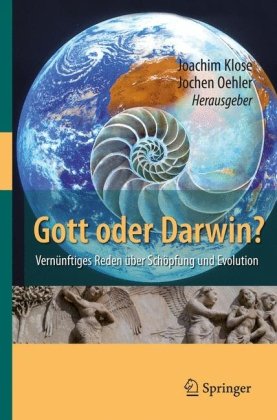 Joachim Klose
Jochen Oehler
Herausgeber
Gott oder Darwin?
Vernünftiges Reden über Schöpfung und Evolution
Springer